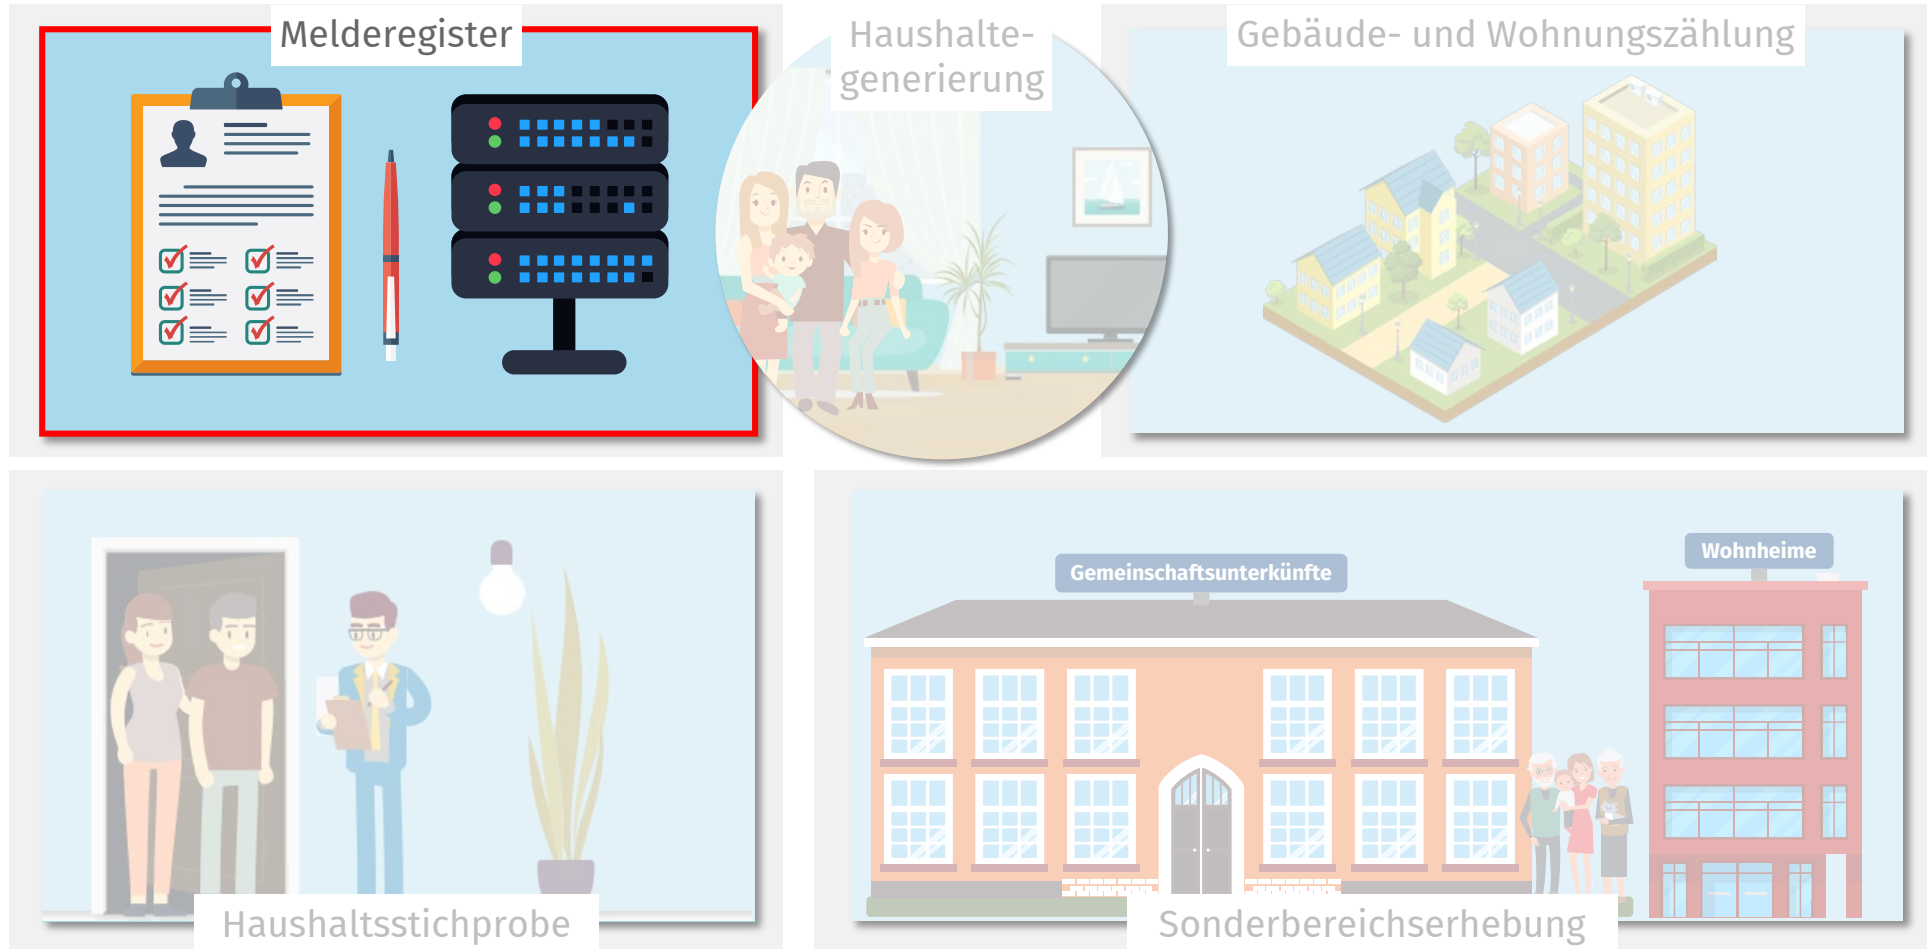 Melderegister
Haushalte-
generierung
Gebäude- und Wohnungszählung
Wohnheime
Gemeinschaftsunterkünfte
Haushaltsstichprobe
Sonderbereichserhebung